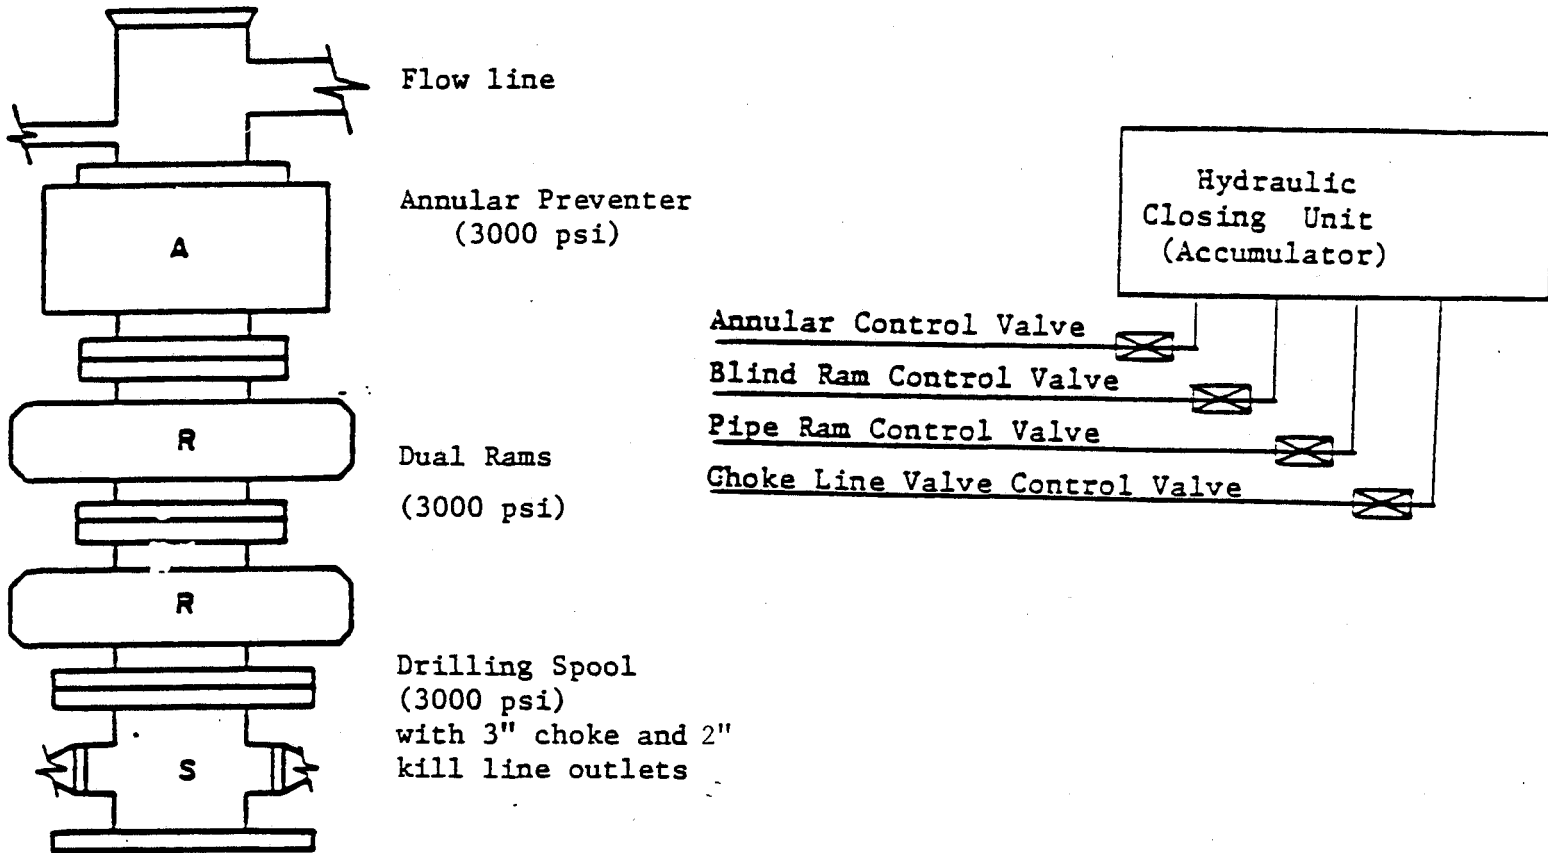 Flow line
Annular Preventer
(3000 psi)
A
R
Dual Rams
(3000 psi)
R
Drilling Spool
(3000 psi)
with 3" choke and 2"
kill line outlets
S
Hydraulic
Closing Unit
(Accumulator)
Annular Control Valve
Blind Ram Control Valve
Pipe Ram Control Valve
Choke Line Valve Control Valve